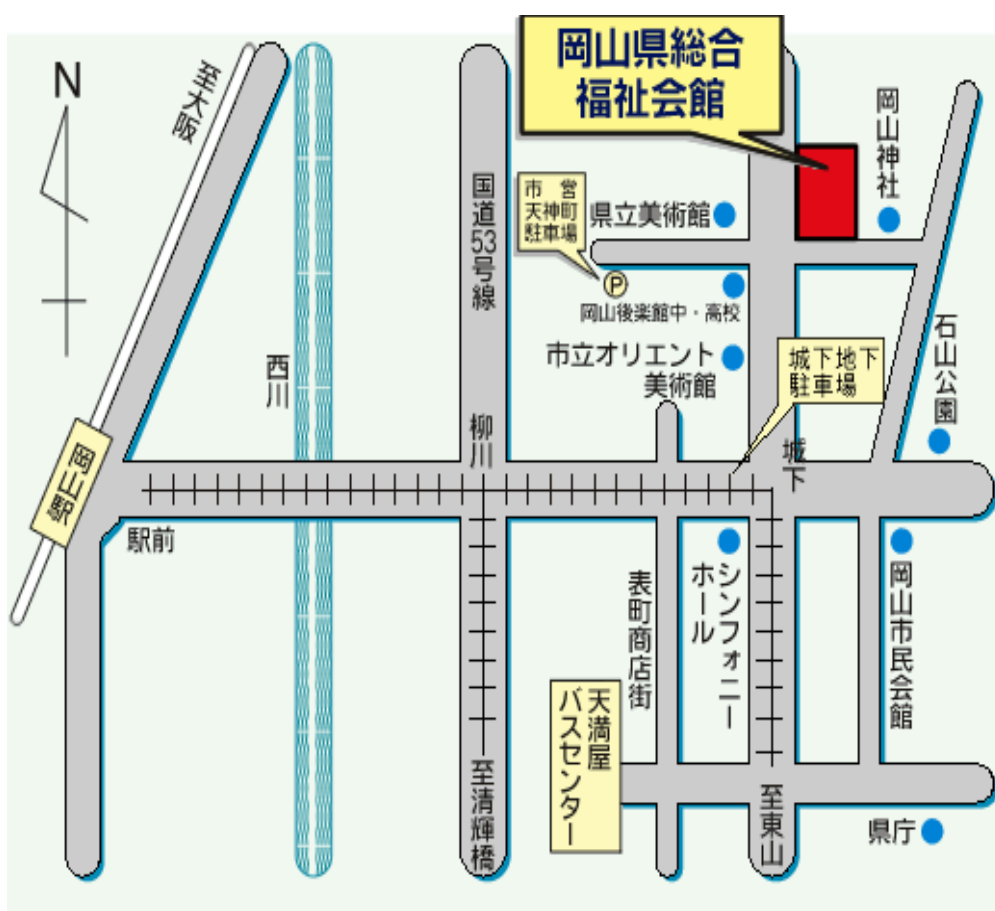 岡山県総合
福祉会館
N
至大阪
岡山神社
市営
天神町
駐車場
県立美術館
国道53号線
P
岡山後楽館中・高校
市立オリエント
美術館
城下地下
駐車場
石山公園
西川
柳川
城下
岡山駅
駅前
シンフォニー
ホール
表町商店街
岡山市民会館
天満屋
バスセンター
至清輝橋
至東山
県庁